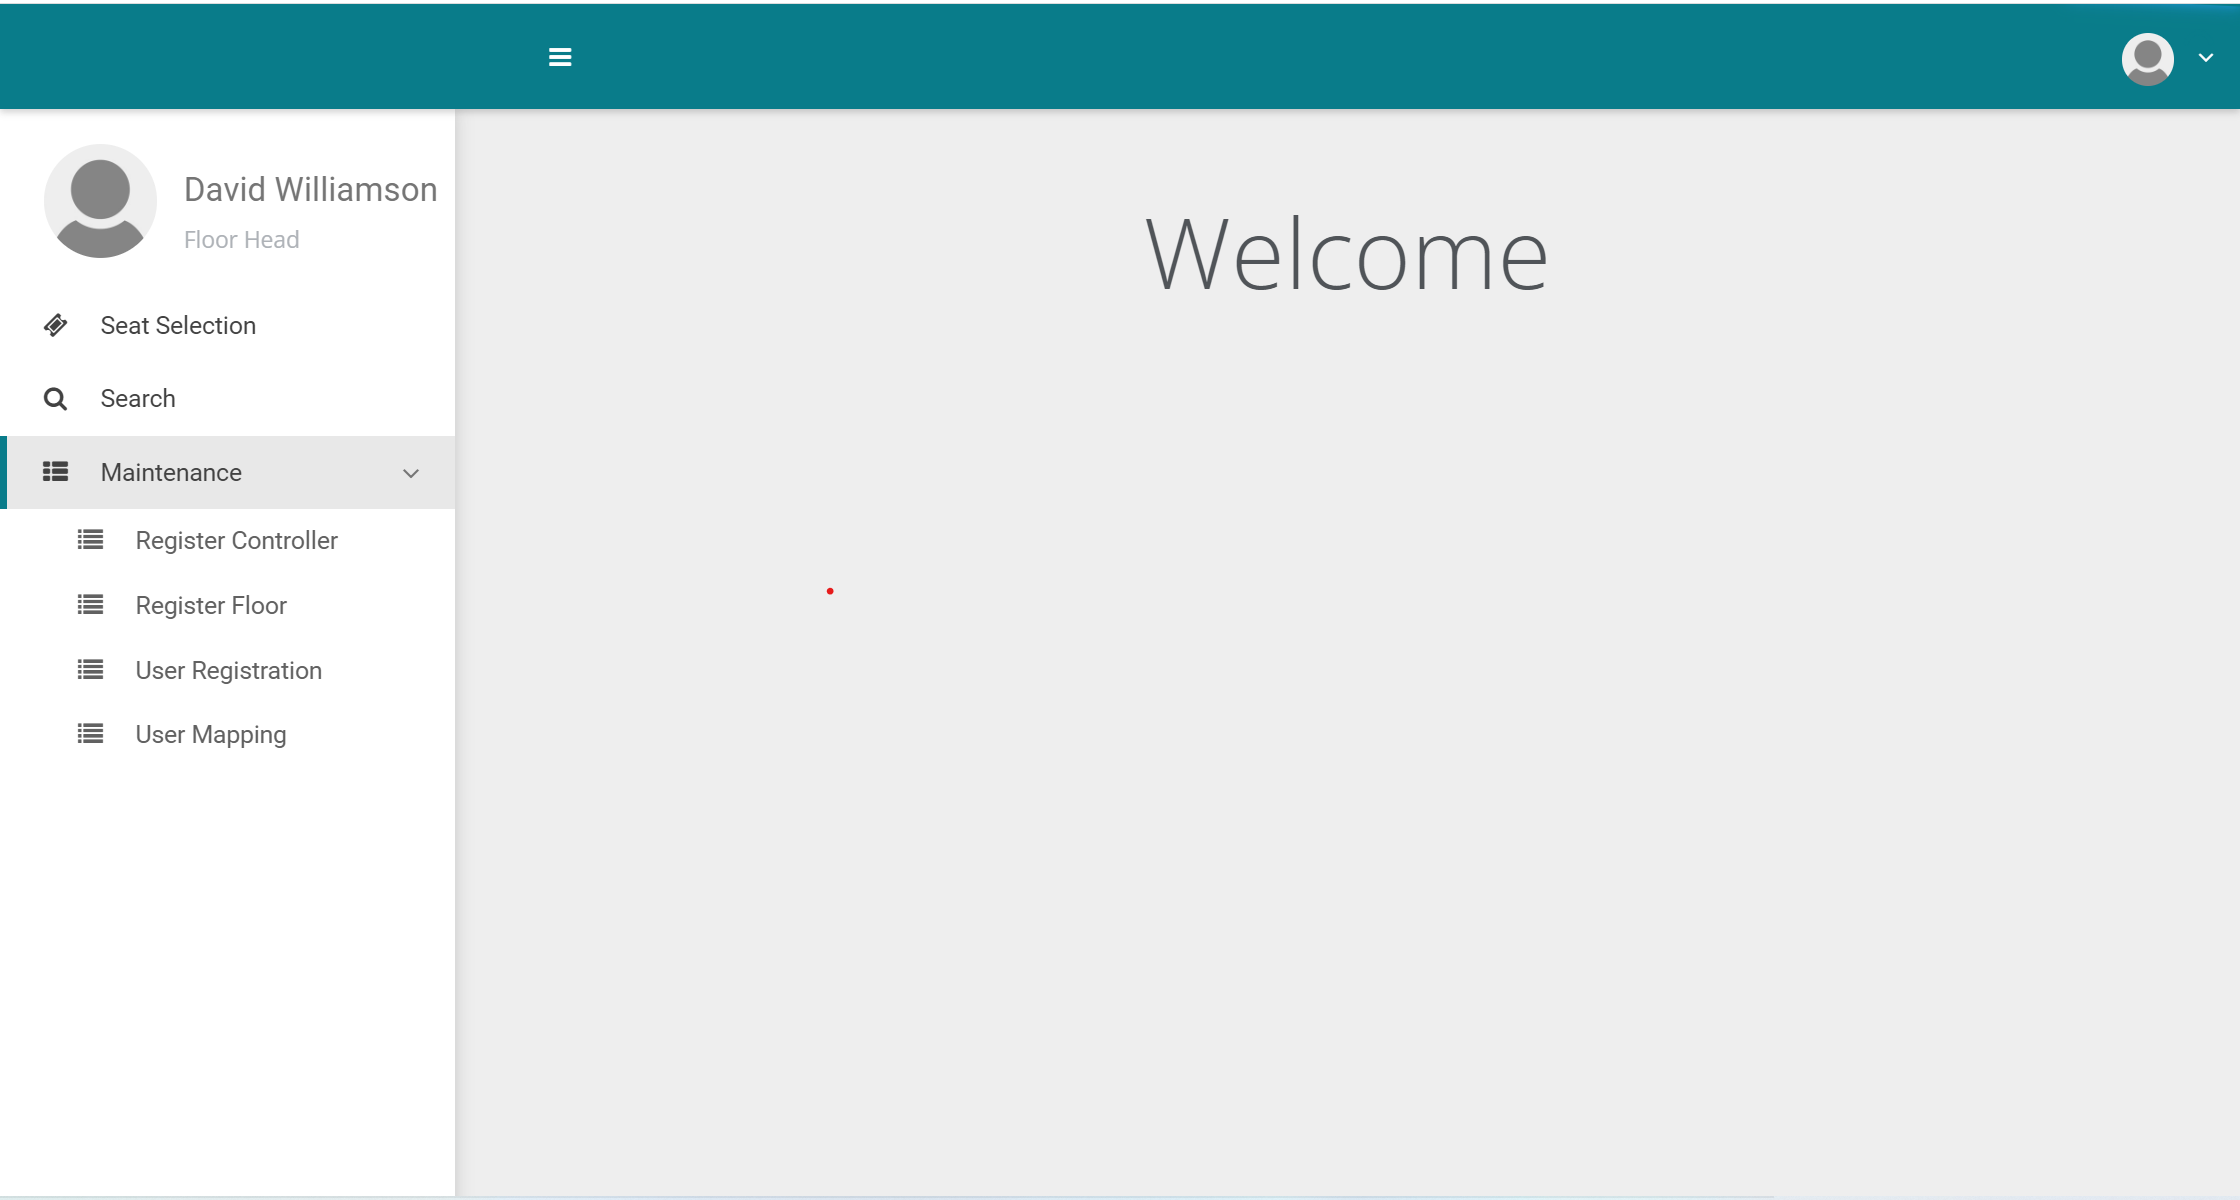 David Williamson
Floor Head
Seat Selection
Search
Maintenance
Register Controller
Register Floor
User Registration
User Mapping
Welcome